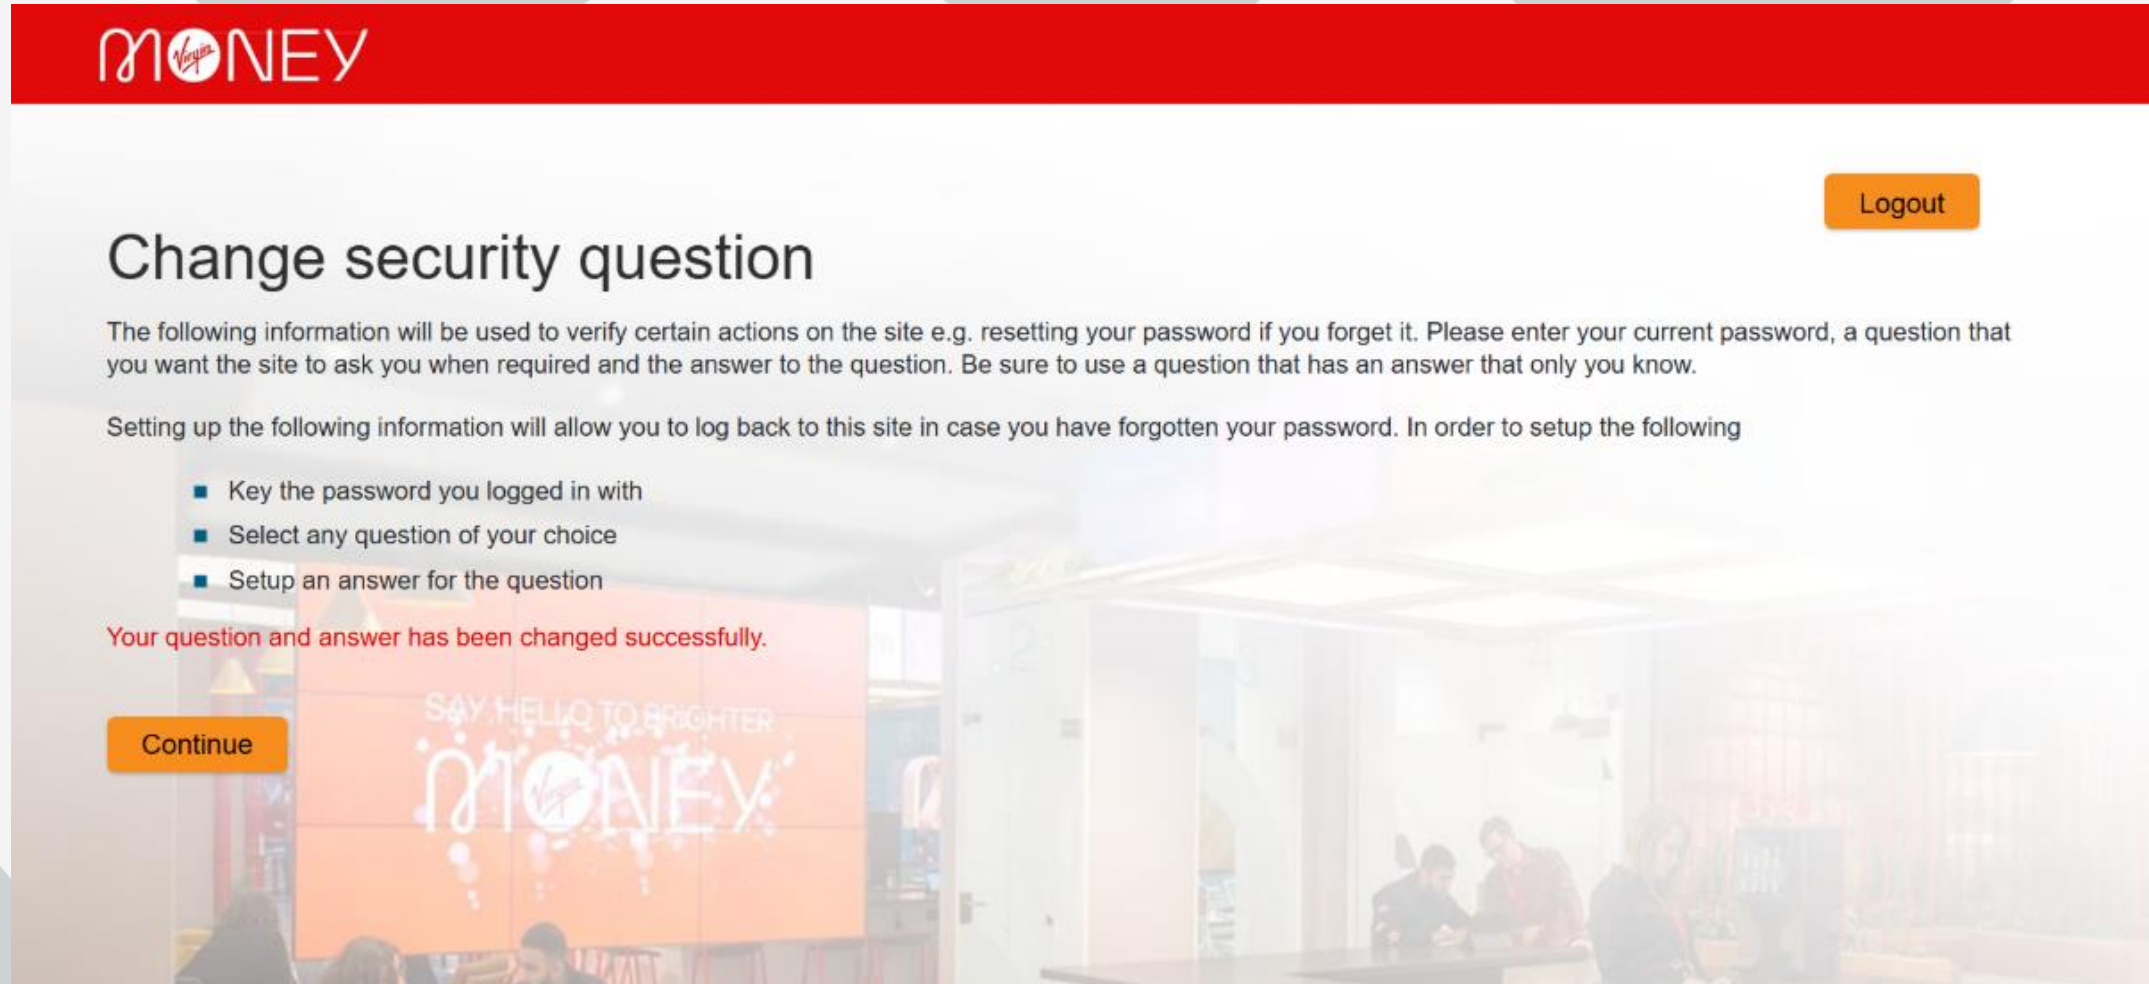 MONEY
Virgin
Logout
Change security question
The following information will be used to verify certain actions on the site e.g. resetting your password if you forget it. Please enter your current password, a question that
you want the site to ask you when required and the answer to the question. Be sure to use a question that has an answer that only you know.
Setting up the following information will allow you to log back to this site in case you have forgotten your password. In order to setup the following
Key the password you logged in with
Select any question of your choice
Setup an answer for the question
Your question and answer has been changed successfully.
Continue
SAY HELLO TO BRIGHTER
MONEY
Virgin
2